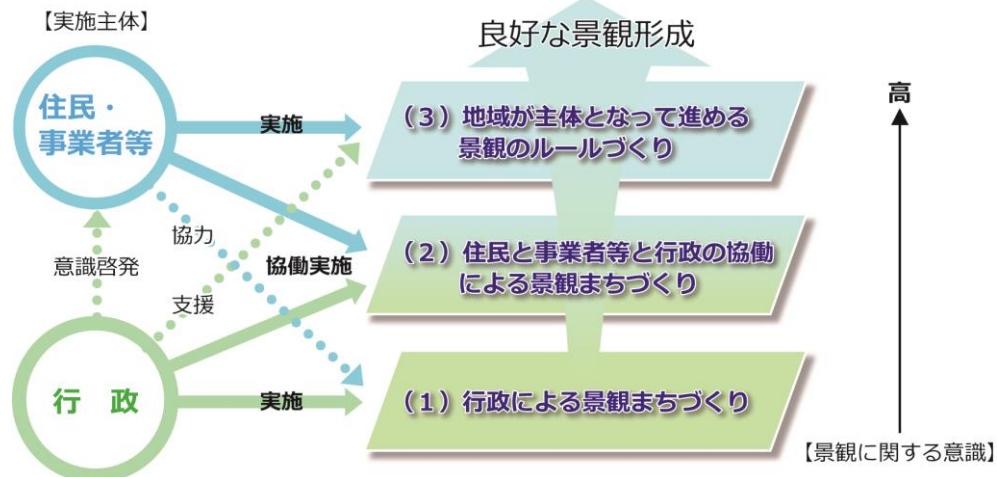 【実施主体】
良好な景観形成
住民・
事業者等
実施
（３）地域が主体となって進める
景観のルールづくり
高
協力
意識啓発
協働実施
（２）住民と事業者等と行政の協働
による景観まちづくり
支援
行　政
実施
（１）行政による景観まちづくり
【景観に関する意識】